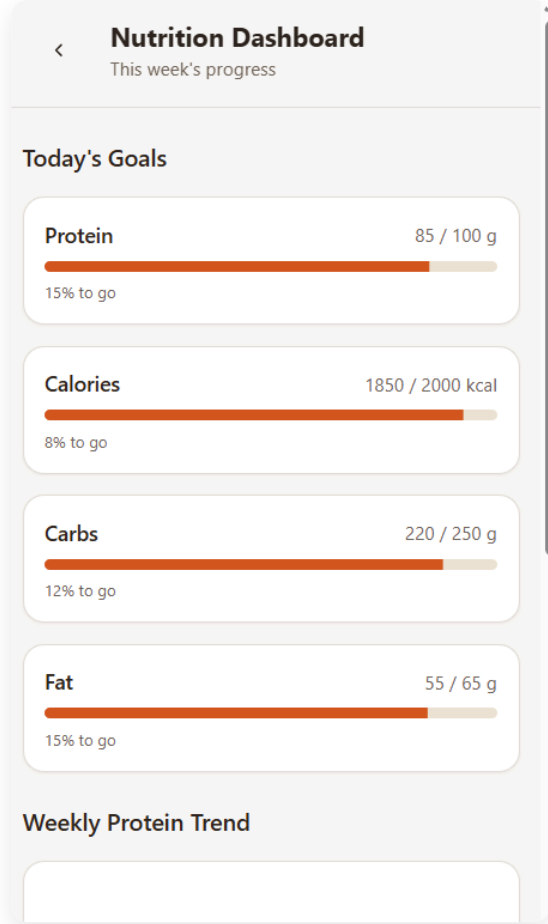 Nutrition Dashboard
This week's progress
Today's Goals
Protein 85 / 100 g
15% to go
Calories 1850 / 2000 kcal
8% to go
Carbs 220 / 250 g
12% to go
Fat 55 / 65 g
15% to go
Weekly Protein Trend